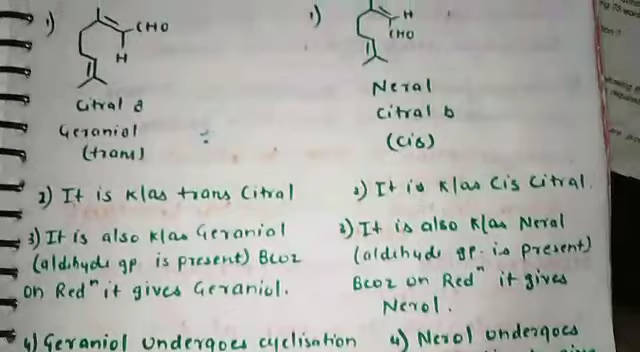 1)
CHO
H
Citral a
Geranial
(trans)
2) It is K/as trans Citral
3) It is also K/as Geranial
(aldehyde gp. is present) Bcoz
on Redⁿ it gives Geraniol.
4) Geraniol undergoes cyclisation
1)
H
CHO
Neral
Citral b
(cis)
2) It is K/as Cis Citral.
3) It is also K/as Neral
(aldehyde gp. is present)
Bcoz on Redⁿ it gives
Nerol.
4) Nerol undergoes